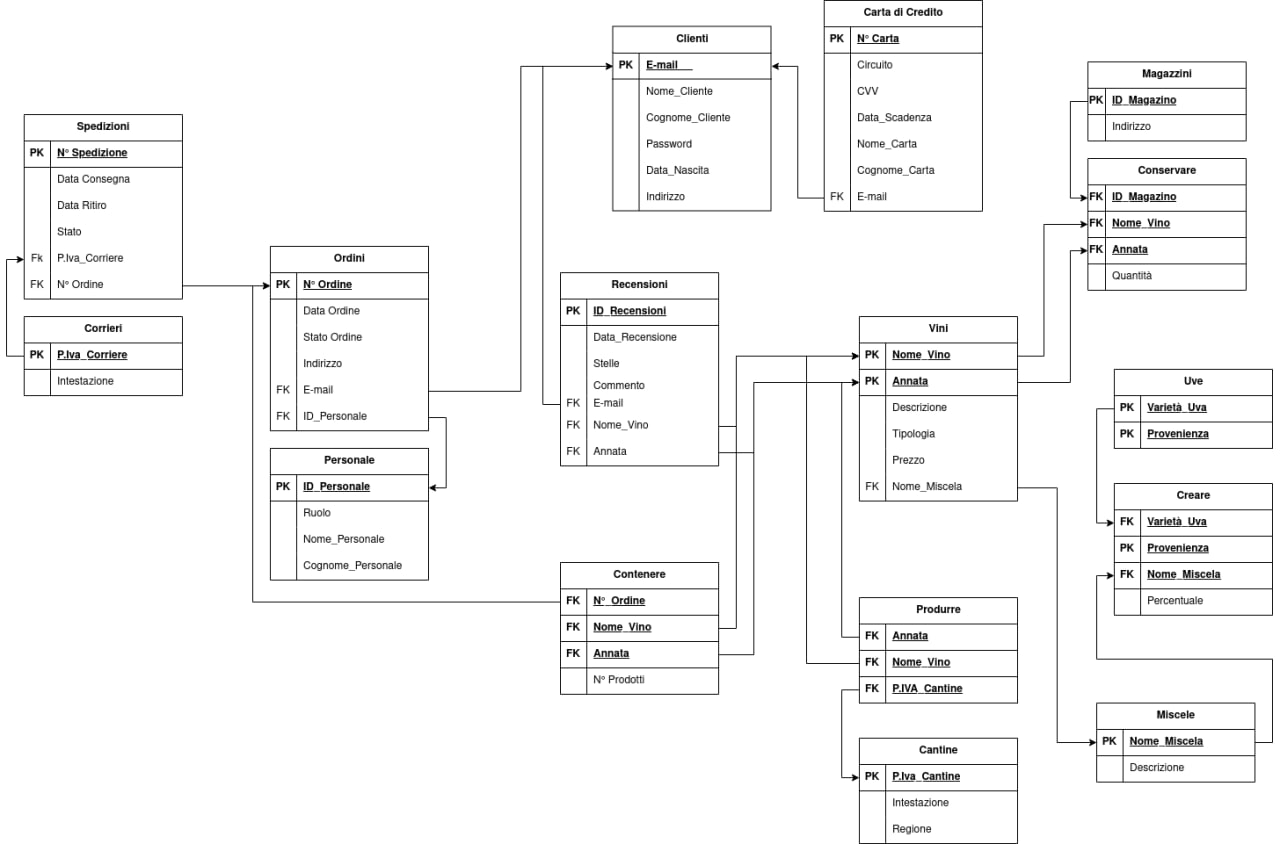 Carta di Credito
PK N° Carta
Circuito
CVV
Data_Scadenza
Nome_Carta
Cognome_Carta
FK E-mail
Clienti
PK E-mail__
Nome_Cliente
Cognome_Cliente
Password
Data_Nascita
Indirizzo
Magazzini
PK ID_Magazino
Indirizzo
Conservare
FK ID_Magazino
FK Nome_Vino
FK Annata
Quantità
Spedizioni
PK N° Spedizione
Data Consegna
Data Ritiro
Stato
Fk P.Iva_Corriere
FK N° Ordine
Corrieri
PK P.Iva_Corriere
Intestazione
Ordini
PK N° Ordine
Data Ordine
Stato Ordine
Indirizzo
FK E-mail
FK ID_Personale
Personale
PK ID_Personale
Ruolo
Nome_Personale
Cognome_Personale
Recensioni
PK ID_Recensioni
Data_Recensione
Stelle
Commento
FK E-mail
FK Nome_Vino
FK Annata
Contenere
FK N°_Ordine
FK Nome_Vino
FK Annata
N° Prodotti
Vini
PK Nome_Vino
PK Annata
Descrizione
Tipologia
Prezzo
FK Nome_Miscela
Produrre
FK Annata
FK Nome_Vino
FK P.IVA_Cantine
Cantine
PK P.Iva_Cantine
Intestazione
Regione
Uve
PK Varietà_Uva
PK Provenienza
Creare
FK Varietà_Uva
PK Provenienza
FK Nome_Miscela
Percentuale
Miscele
PK Nome_Miscela
Descrizione